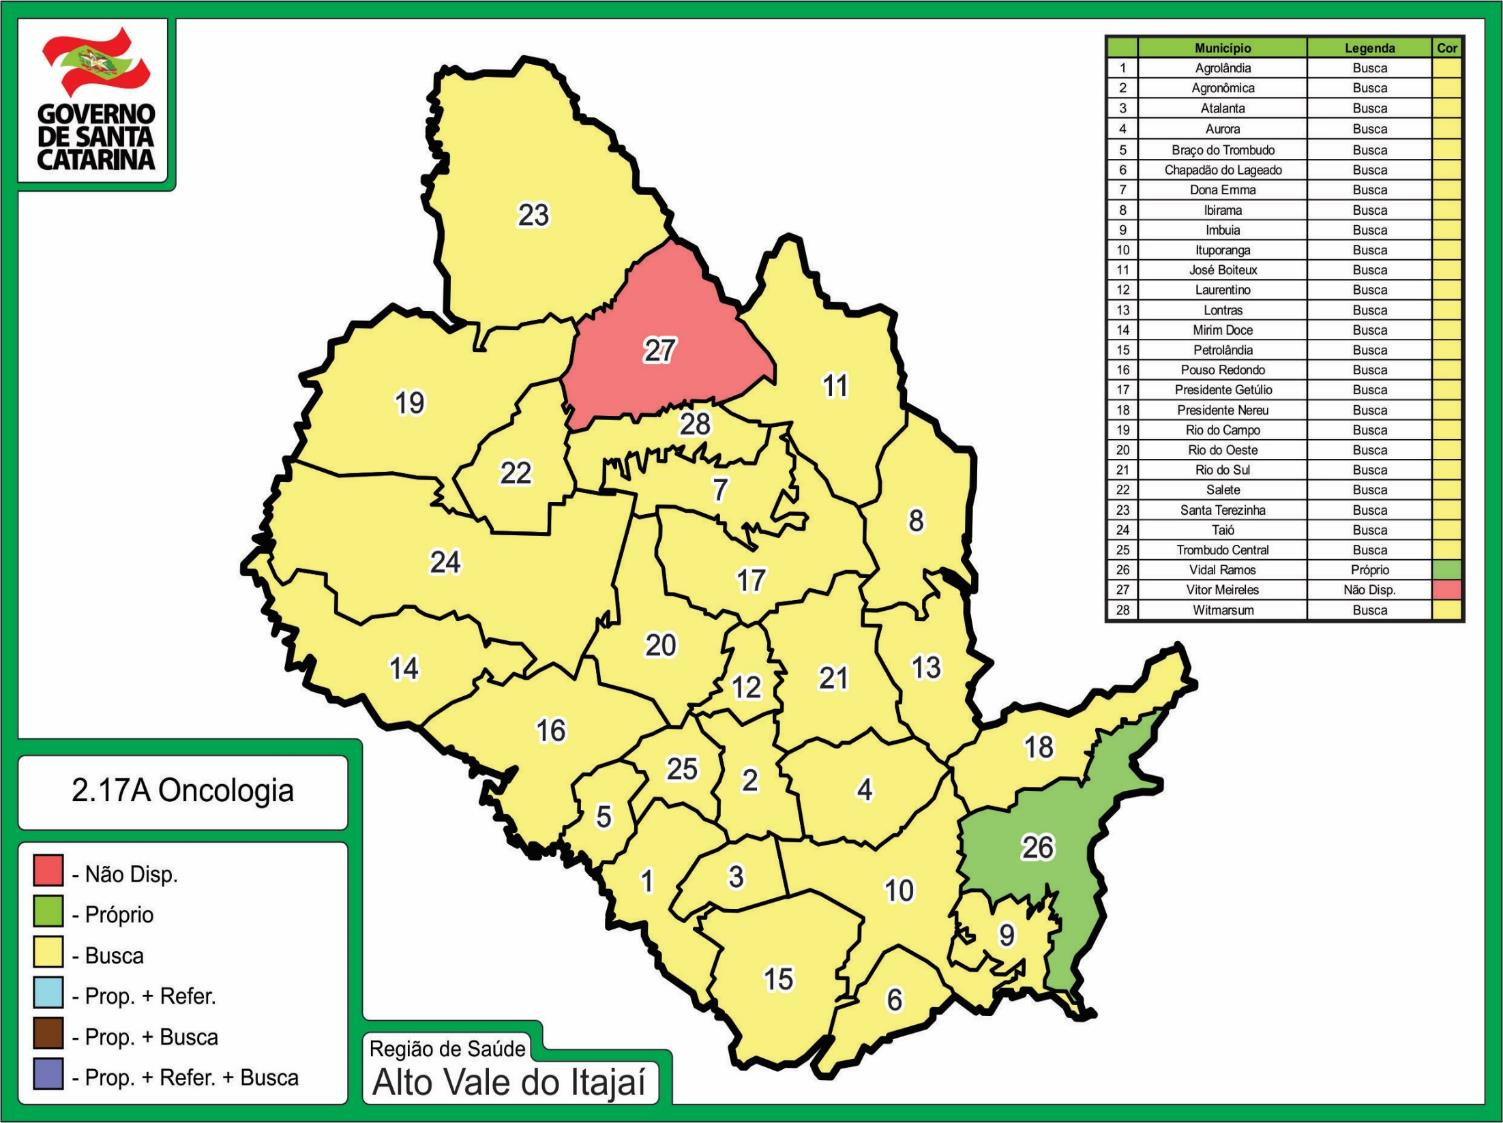 GOVERNO
DE SANTA
CATARINA
Município Legenda Cor
1 Agrolândia Busca
2 Agronômica Busca
3 Atalanta Busca
4 Aurora Busca
5 Braço do Trombudo Busca
6 Chapadão do Lageado Busca
7 Dona Emma Busca
8 Ibirama Busca
9 Imbuia Busca
10 Ituporanga Busca
11 José Boiteux Busca
12 Laurentino Busca
13 Lontras Busca
14 Mirim Doce Busca
15 Petrolândia Busca
16 Pouso Redondo Busca
17 Presidente Getúlio Busca
18 Presidente Nereu Busca
19 Rio do Campo Busca
20 Rio do Oeste Busca
21 Rio do Sul Busca
22 Salete Busca
23 Santa Terezinha Busca
24 Taió Busca
25 Trombudo Central Busca
26 Vidal Ramos Próprio
27 Vitor Meireles Não Disp.
28 Witmarsum Busca
23
27
11
19
28
22
7
8
24
17
20
14
13
21
12
16
18
25
2
4
5
26
3
1
10
9
15
6
2.17A Oncologia
- Não Disp.
- Próprio
- Busca
- Prop. + Refer.
- Prop. + Busca
- Prop. + Refer. + Busca
Região de Saúde
Alto Vale do Itajaí